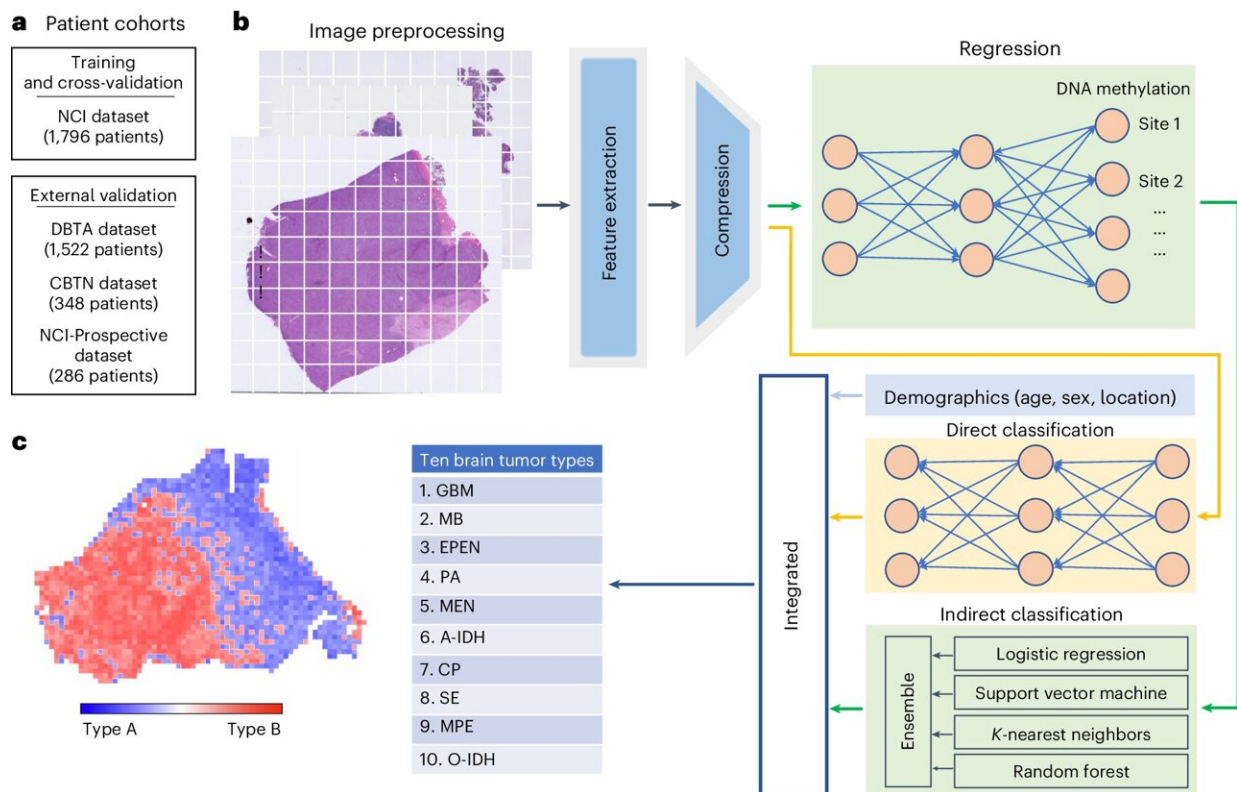 a Patient cohorts
Training
and cross-validation
NCI dataset
(1,796 patients)
External validation
DBTA dataset
(1,522 patients)
CBTN dataset
(348 patients)
NCI-Prospective
dataset
(286 patients)
b
Image preprocessing
!
!
!
Feature extraction
Compression
Regression
DNA methylation
Site 1
Site 2
...
...
...
Demographics (age, sex, location)
Direct classification
Indirect classification
Logistic regression
Support vector machine
K-nearest neighbors
Random forest
Ensemble
Integrated
Ten brain tumor types
1. GBM
2. MB
3. EPEN
4. PA
5. MEN
6. A-IDH
7. CP
8. SE
9. MPE
10. O-IDH
c
Type A Type B